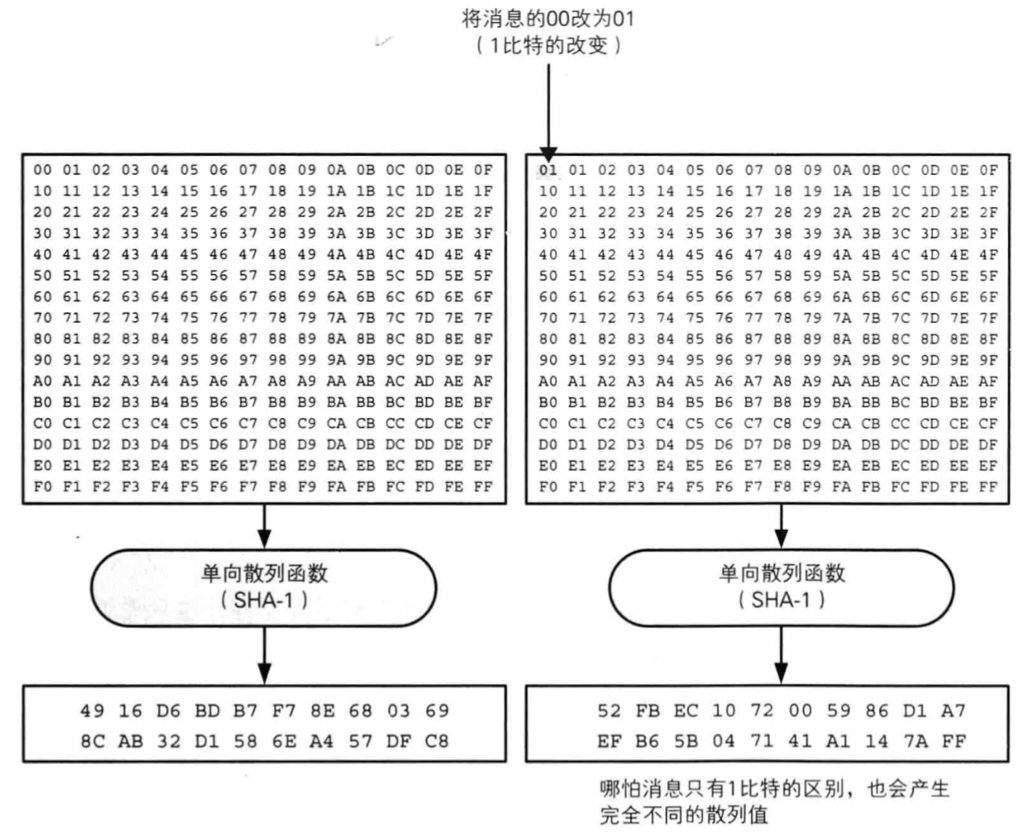 将消息的00改为01
（1比特的改变）
00 01 02 03 04 05 06 07 08 09 0A 0B 0C 0D 0E 0F
10 11 12 13 14 15 16 17 18 19 1A 1B 1C 1D 1E 1F
20 21 22 23 24 25 26 27 28 29 2A 2B 2C 2D 2E 2F
30 31 32 33 34 35 36 37 38 39 3A 3B 3C 3D 3E 3F
40 41 42 43 44 45 46 47 48 49 4A 4B 4C 4D 4E 4F
50 51 52 53 54 55 56 57 58 59 5A 5B 5C 5D 5E 5F
60 61 62 63 64 65 66 67 68 69 6A 6B 6C 6D 6E 6F
70 71 72 73 74 75 76 77 78 79 7A 7B 7C 7D 7E 7F
80 81 82 83 84 85 86 87 88 89 8A 8B 8C 8D 8E 8F
90 91 92 93 94 95 96 97 98 99 9A 9B 9C 9D 9E 9F
A0 A1 A2 A3 A4 A5 A6 A7 A8 A9 AA AB AC AD AE AF
B0 B1 B2 B3 B4 B5 B6 B7 B8 B9 BA BB BC BD BE BF
C0 C1 C2 C3 C4 C5 C6 C7 C8 C9 CA CB CC CD CE CF
D0 D1 D2 D3 D4 D5 D6 D7 D8 D9 DA DB DC DD DE DF
E0 E1 E2 E3 E4 E5 E6 E7 E8 E9 EA EB EC ED EE EF
F0 F1 F2 F3 F4 F5 F6 F7 F8 F9 FA FB FC FD FE FF
单向散列函数
（SHA-1）
49 16 D6 BD B7 F7 8E 68 03 69
8C AB 32 D1 58 6E A4 57 DF C8
01 01 02 03 04 05 06 07 08 09 0A 0B 0C 0D 0E 0F
10 11 12 13 14 15 16 17 18 19 1A 1B 1C 1D 1E 1F
20 21 22 23 24 25 26 27 28 29 2A 2B 2C 2D 2E 2F
30 31 32 33 34 35 36 37 38 39 3A 3B 3C 3D 3E 3F
40 41 42 43 44 45 46 47 48 49 4A 4B 4C 4D 4E 4F
50 51 52 53 54 55 56 57 58 59 5A 5B 5C 5D 5E 5F
60 61 62 63 64 65 66 67 68 69 6A 6B 6C 6D 6E 6F
70 71 72 73 74 75 76 77 78 79 7A 7B 7C 7D 7E 7F
80 81 82 83 84 85 86 87 88 89 8A 8B 8C 8D 8E 8F
90 91 92 93 94 95 96 97 98 99 9A 9B 9C 9D 9E 9F
A0 A1 A2 A3 A4 A5 A6 A7 A8 A9 AA AB AC AD AE AF
B0 B1 B2 B3 B4 B5 B6 B7 B8 B9 BA BB BC BD BE BF
C0 C1 C2 C3 C4 C5 C6 C7 C8 C9 CA CB CC CD CE CF
D0 D1 D2 D3 D4 D5 D6 D7 D8 D9 DA DB DC DD DE DF
E0 E1 E2 E3 E4 E5 E6 E7 E8 E9 EA EB EC ED EE EF
F0 F1 F2 F3 F4 F5 F6 F7 F8 F9 FA FB FC FD FE FF
单向散列函数
（SHA-1）
52 FB EC 10 72 00 59 86 D1 A7
EF B6 5B 04 71 41 A1 14 7A FF
哪怕消息只有1比特的区别，也会产生
完全不同的散列值